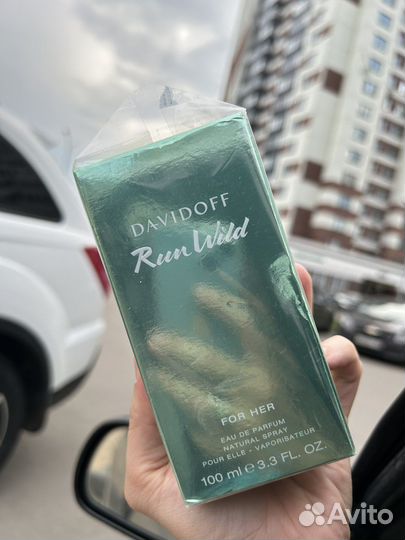 DAVIDOFF
Run Wild
FOR HER
EAU DE PARFUM
NATURAL SPRAY
POUR ELLE · VAPORISATEUR
100 ml e 3.3 FL. OZ.
Avito